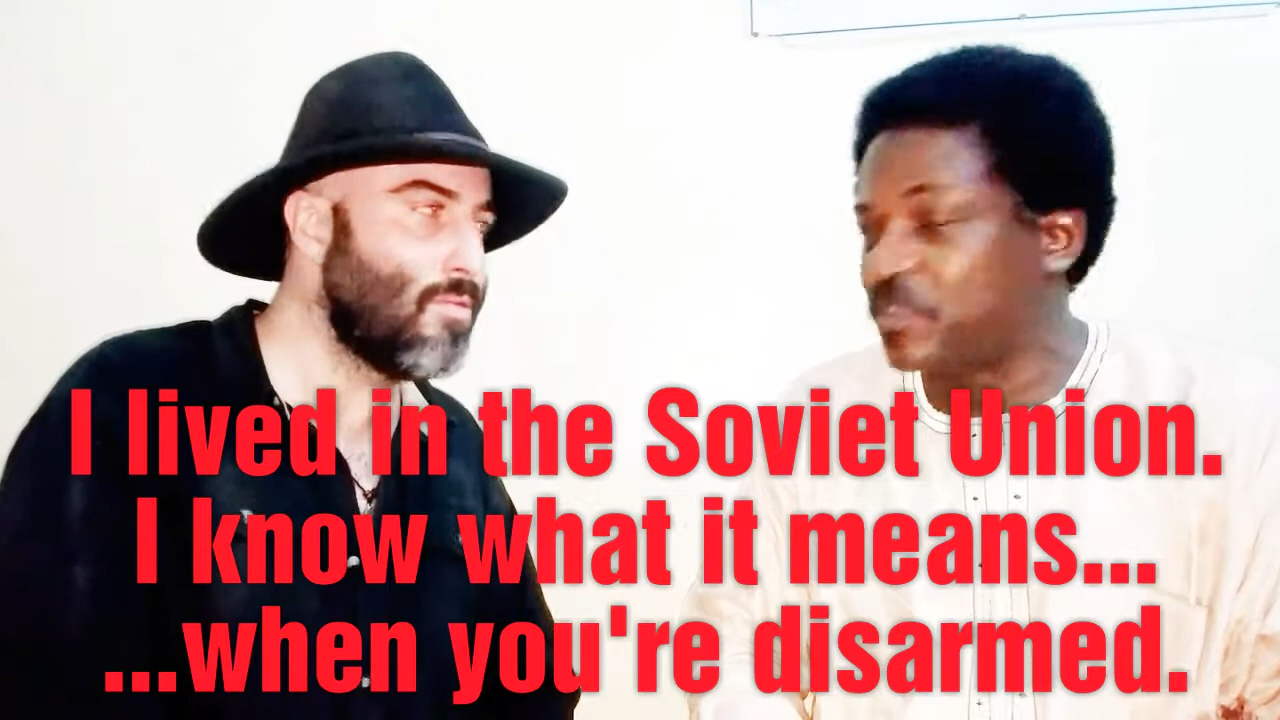 I lived in the Soviet Union.
I know what it means...
...when you're disarmed.